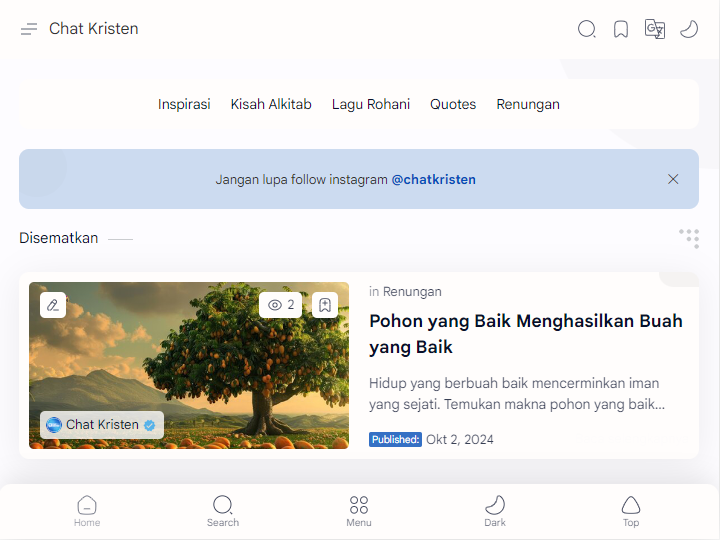 Chat Kristen
Inspirasi Kisah Alkitab Lagu Rohani Quotes Renungan
Jangan lupa follow instagram @chatkristen
Disematkan
2
Chat Kristen
in Renungan
Pohon yang Baik Menghasilkan Buah
yang Baik
Hidup yang berbuah baik mencerminkan iman
yang sejati. Temukan makna pohon yang baik...
Published: Okt 2, 2024
Home Search Menu Dark Top